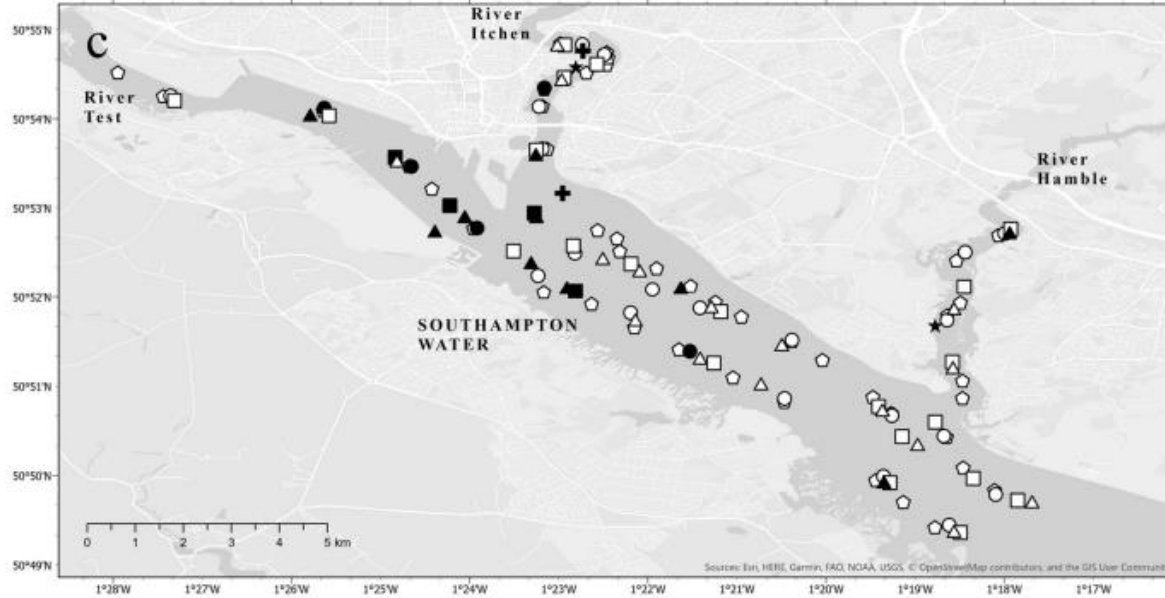 River
Itchen
50°55'N
C
River
Test
50°54'N
River
Hamble
50°53'N
50°52'N
SOUTHAMPTON
WATER
50°51'N
50°50'N
0 1 2 3 4 5 km
50°49'N
Sources: Esri, HERE, Garmin, FAO, NOAA, USGS, © OpenStreetMap contributors, and the GIS User Communit
1°28'W 1°27'W 1°26'W 1°25'W 1°24'W 1°23'W 1°22'W 1°21'W 1°20'W 1°19'W 1°18'W 1°17'W